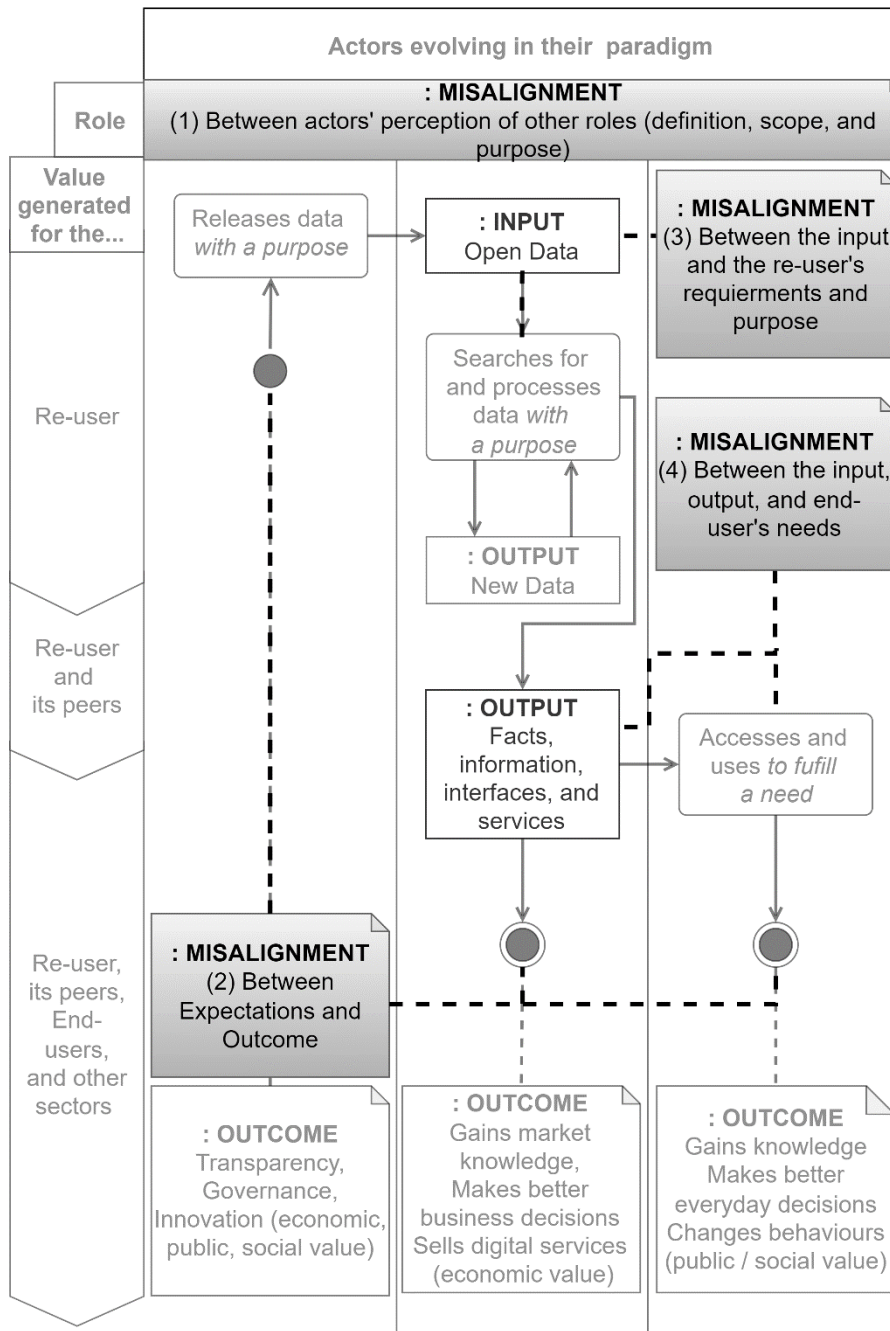 Actors evolving in their paradigm
Role
: MISALIGNMENT
(1) Between actors' perception of other roles (definition, scope, and
purpose)
Value
generated
for the...
Releases data
with a purpose
: INPUT
Open Data
: MISALIGNMENT
(3) Between the input
and the re-user's
requierments and
purpose
Re-user
Searches for
and processes
data with
a purpose
: MISALIGNMENT
(4) Between the input,
output, and end-
user's needs
: OUTPUT
New Data
Re-user
and
its peers
: OUTPUT
Facts,
information,
interfaces, and
services
Accesses and
uses to fufill
a need
Re-user,
its peers,
End-
users,
and other
sectors
: MISALIGNMENT
(2) Between
Expectations and
Outcome
: OUTCOME
Transparency,
Governance,
Innovation (economic,
public, social value)
: OUTCOME
Gains market
knowledge,
Makes better
business decisions
Sells digital services
(economic value)
: OUTCOME
Gains knowledge
Makes better
everyday decisions
Changes behaviours
(public / social value)